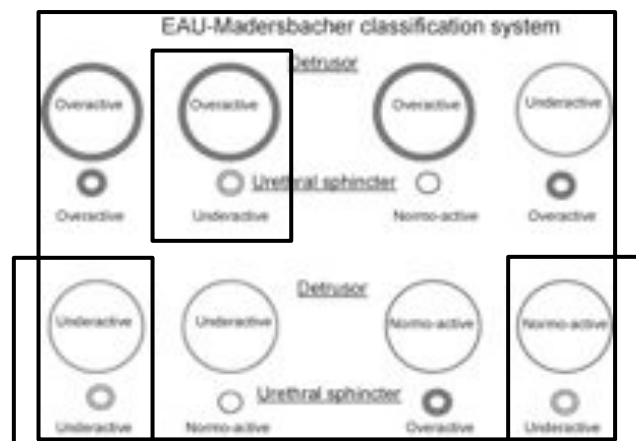 EAU-Madersbacher classification system
Detrusor
Overactive Overactive Overactive Underactive
Urethral sphincter
Overactive Underactive Normo-active Overactive
Detrusor
Underactive Underactive Normo-active Normo-active
Urethral sphincter
Underactive Normo-active Overactive Underactive